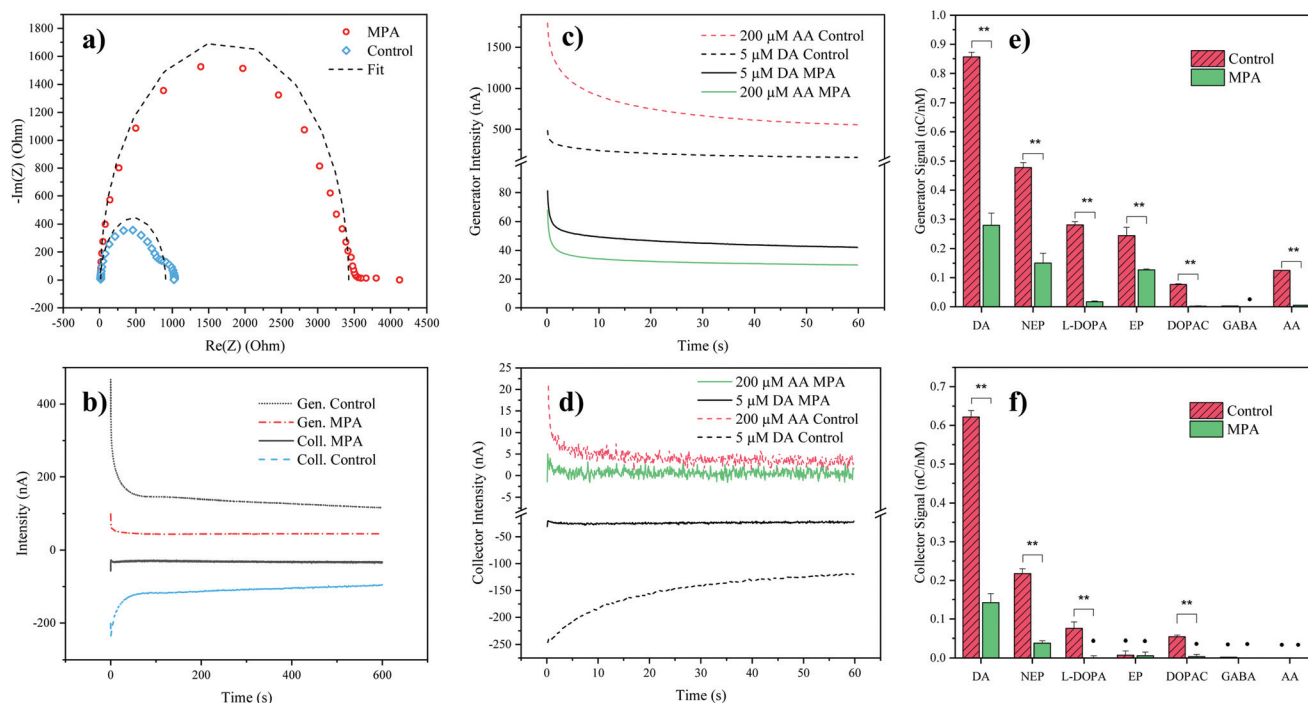 a)
MPA
Control
Fit
-Im(Z) (Ohm)
1800
1600
1400
1200
1000
800
600
400
200
0
-200
-500 0 500 1000 1500 2000 2500 3000 3500 4000 4500
Re(Z) (Ohm)
b)
Gen. Control
Gen. MPA
Coll. MPA
Coll. Control
Intensity (nA)
400
200
0
-200
0 200 400 600
Time (s)
c)
200 µM AA Control
5 µM DA Control
5 µM DA MPA
200 µM AA MPA
Generator Intensity (nA)
1500
1000
500
80
60
40
20
0
0 10 20 30 40 50 60
Time (s)
d)
200 µM AA MPA
5 µM DA MPA
200 µM AA Control
5 µM DA Control
Collector Intensity (nA)
25
20
15
10
5
0
5
-50
-100
-150
-200
-250
0 10 20 30 40 50 60
Time (s)
e)
Control
MPA
Generator Signal (nC/nM)
1.0
0.9
0.8
0.7
0.6
0.5
0.4
0.3
0.2
0.1
0.0
** ** ** ** ** **
DA NEP L-DOPA EP DOPAC GABA AA
f)
Control
MPA
Collector Signal (nC/nM)
0.7
0.6
0.5
0.4
0.3
0.2
0.1
0.0
** ** ** **
DA NEP L-DOPA EP DOPAC GABA AA